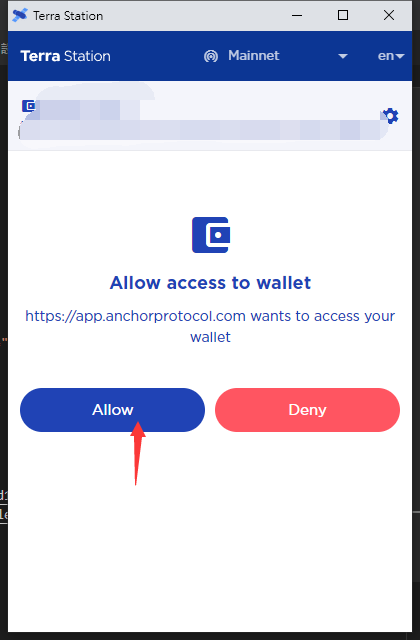 Terra Station
Terra Station
Mainnet
en
Allow access to wallet
https://app.anchorprotocol.com wants to access your
wallet
Allow
Deny